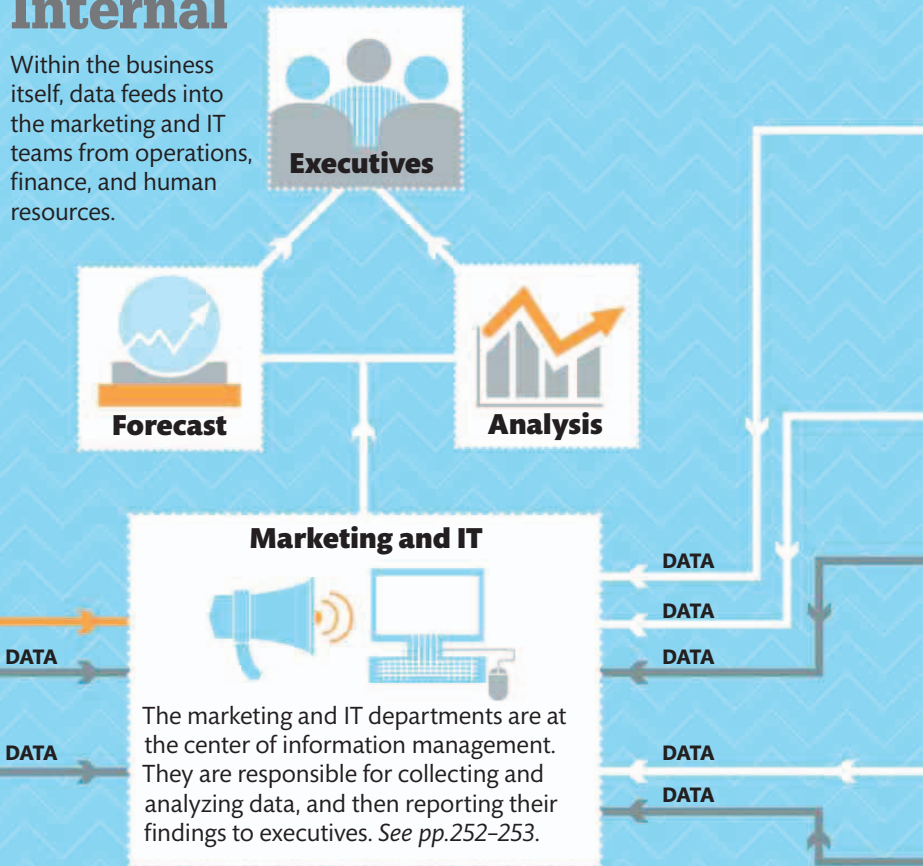 Internal
Within the business
itself, data feeds into
the marketing and IT
teams from operations,
finance, and human
resources.
Executives
Forecast
Analysis
Marketing and IT
DATA
DATA
DATA
DATA
DATA
DATA
DATA
The marketing and IT departments are at
the center of information management.
They are responsible for collecting and
analyzing data, and then reporting their
findings to executives. See pp.252–253.